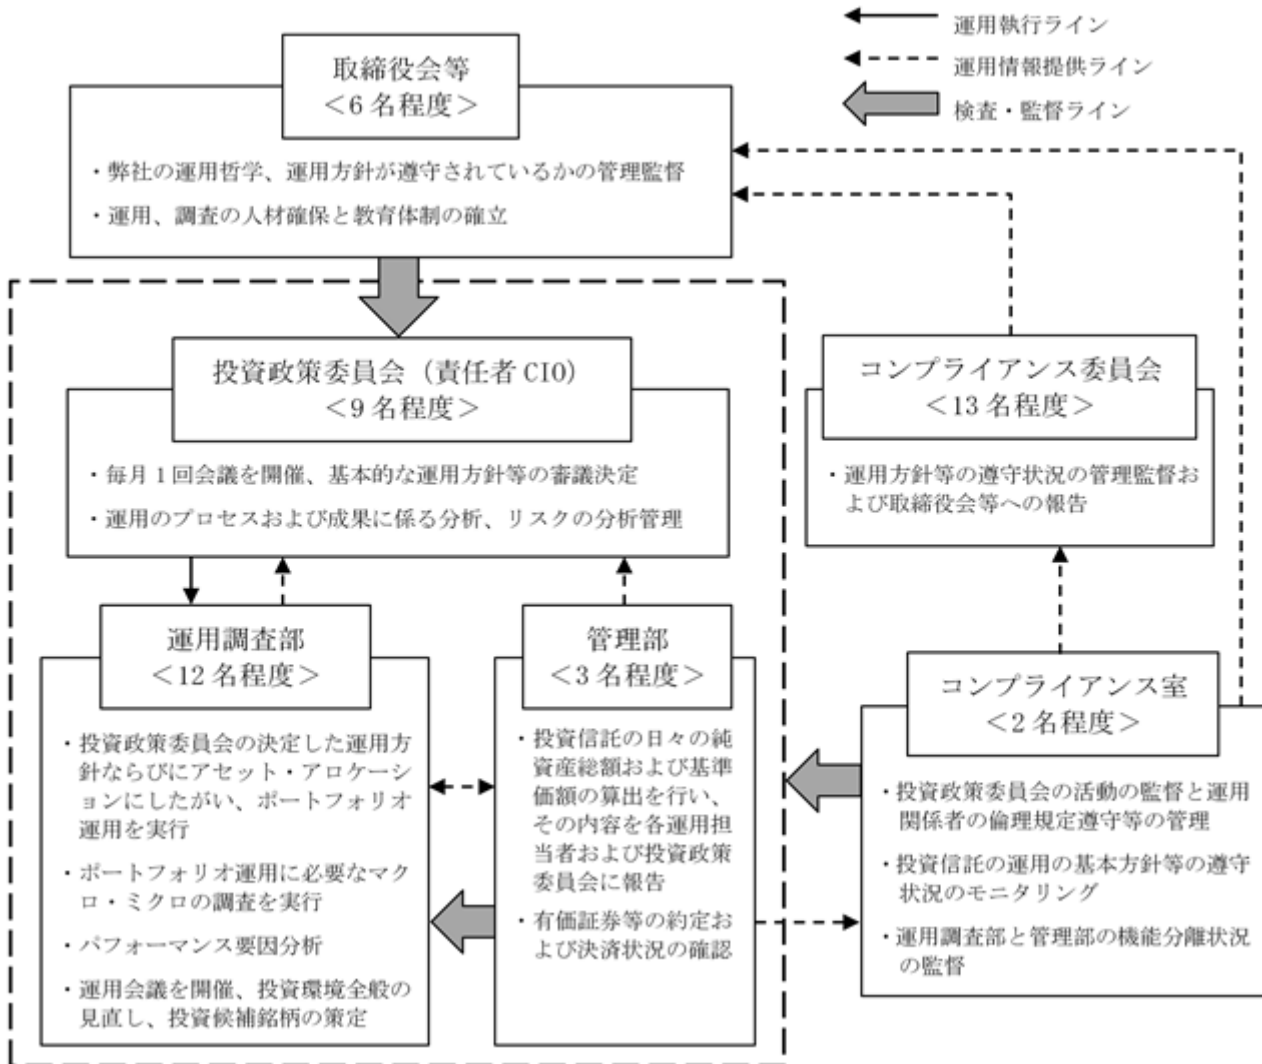 運用執行ライン
運用情報提供ライン
検査・監督ライン
取締役会等
＜6 名程度＞
・弊社の運用哲学、運用方針が遵守されているかの管理監督
・運用、調査の人材確保と教育体制の確立
投資政策委員会（責任者 CIO）
＜9 名程度＞
・毎月 1 回会議を開催、基本的な運用方針等の審議決定
・運用のプロセスおよび成果に係る分析、リスクの分析管理
コンプライアンス委員会
＜13 名程度＞
・運用方針等の遵守状況の管理監督お
よび取締役会等への報告
運用調査部
＜12 名程度＞
・投資政策委員会の決定した運用方
針ならびにアセット・アロケーシ
ョンにしたがい、ポートフォリオ
運用を実行
・ポートフォリオ運用に必要なマク
ロ・ミクロの調査を実行
・パフォーマンス要因分析
・運用会議を開催、投資環境全般の
見直し、投資候補銘柄の策定
管理部
＜3 名程度＞
・投資信託の日々の純
資産総額および基準
価額の算出を行い、
その内容を各運用担
当者および投資政策
委員会に報告
・有価証券等の約定お
よび決済状況の確認
コンプライアンス室
＜2 名程度＞
・投資政策委員会の活動の監督と運用
関係者の倫理規定遵守等の管理
・投資信託の運用の基本方針等の遵守
状況のモニタリング
・運用調査部と管理部の機能分離状況
の監督